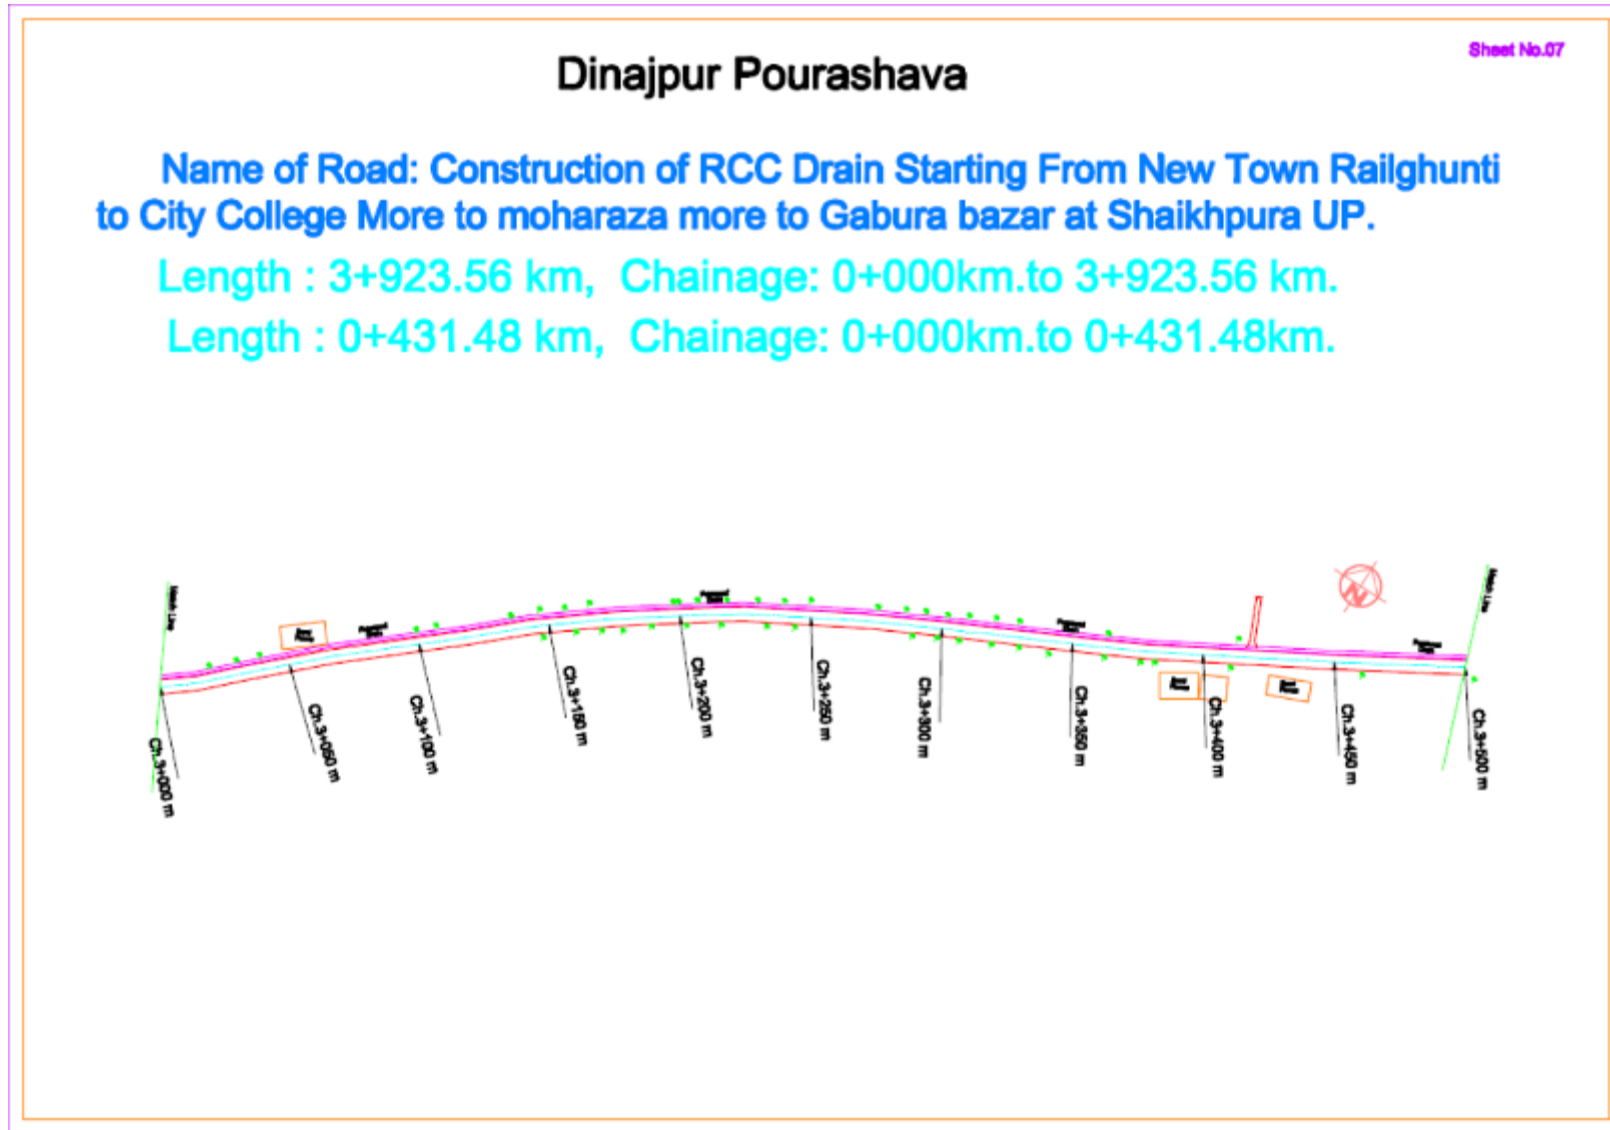 Sheet No.07
Dinajpur Pourashava
Name of Road: Construction of RCC Drain Starting From New Town Railghunti
to City College More to moharaza more to Gabura bazar at Shaikhpura UP.
Length : 3+923.56 km, Chainage: 0+000km.to 3+923.56 km.
Length : 0+431.48 km, Chainage: 0+000km.to 0+431.48km.
Match Line
Match Line
N
Ch.3+000 m
Ch.3+050 m
Ch.3+100 m
Ch.3+150 m
Ch.3+200 m
Ch.3+250 m
Ch.3+300 m
Ch.3+350 m
Ch.3+400 m
Ch.3+450 m
Ch.3+500 m